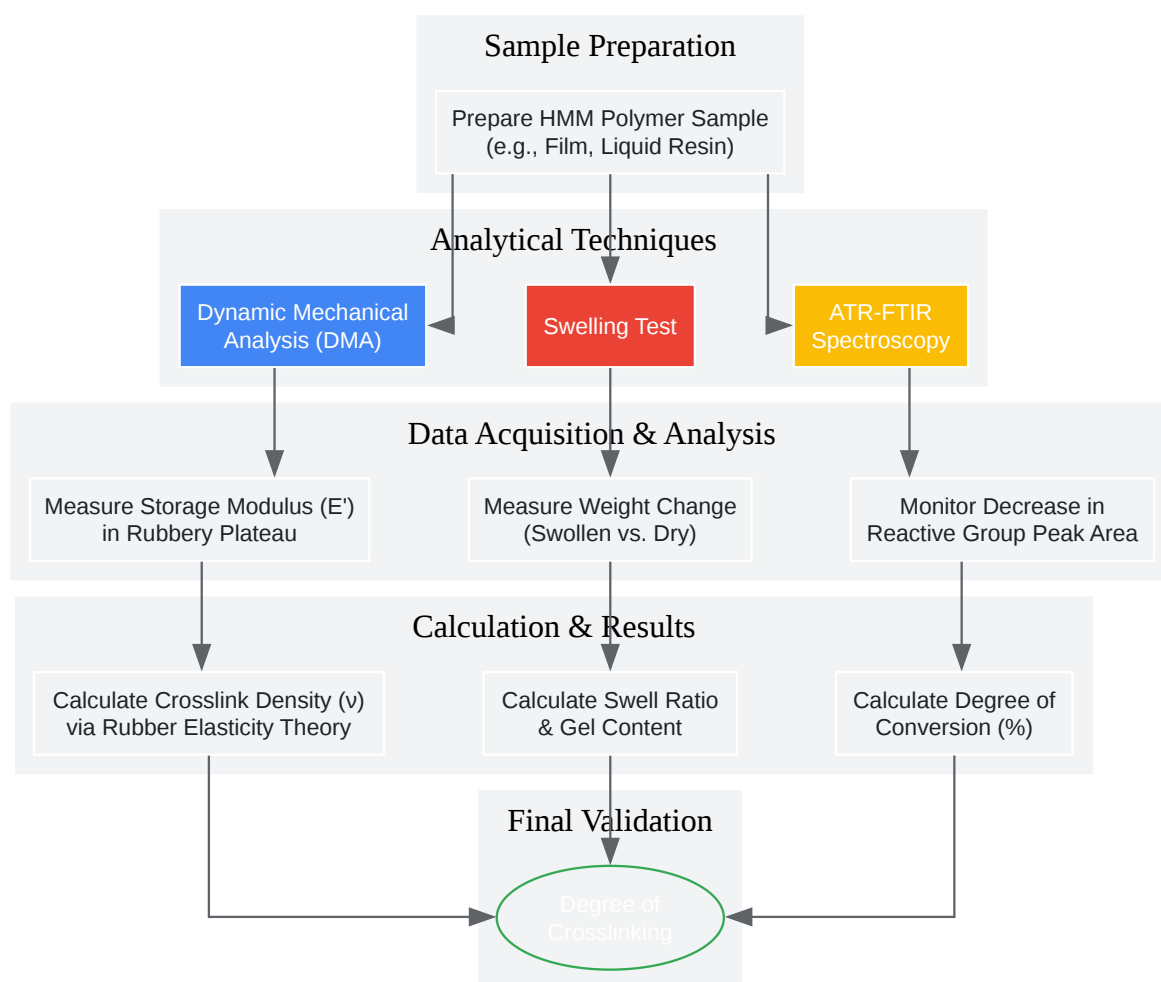 Sample Preparation
Prepare HMM Polymer Sample
(e.g., Film, Liquid Resin)
Analytical Techniques
Dynamic Mechanical
Analysis (DMA)
Swelling Test
ATR-FTIR
Spectroscopy
Data Acquisition & Analysis
Measure Storage Modulus (E')
in Rubbery Plateau
Measure Weight Change
(Swollen vs. Dry)
Monitor Decrease in
Reactive Group Peak Area
Calculation & Results
Calculate Crosslink Density (ν)
via Rubber Elasticity Theory
Calculate Swell Ratio
& Gel Content
Calculate Degree of
Conversion (%)
Final Validation
Degree of
Crosslinking